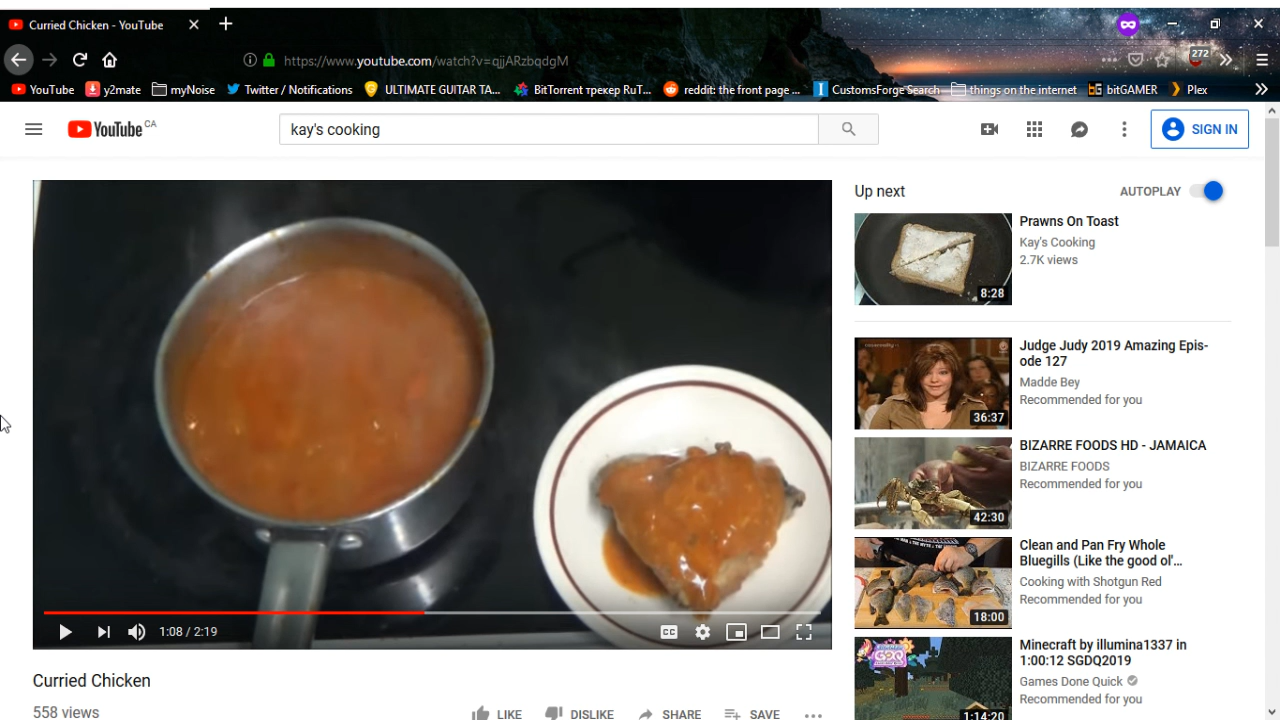 Curried Chicken - YouTube
https://www.youtube.com/watch?v=qjjARzbqdgM
272
YouTube
y2mate
myNoise
Twitter / Notifications
ULTIMATE GUITAR TA...
BitTorrent трекер RuT...
reddit: the front page ...
CustomsForge Search
things on the internet
bitGAMER
Plex
YouTube CA
kay's cooking
SIGN IN
Up next
AUTOPLAY
Prawns On Toast
Kay's Cooking
2.7K views
8:28
Judge Judy 2019 Amazing Epis-
ode 127
Madde Bey
Recommended for you
36:37
BIZARRE FOODS HD - JAMAICA
BIZARRE FOODS
Recommended for you
42:30
Clean and Pan Fry Whole
Bluegills (Like the good ol'...
Cooking with Shotgun Red
Recommended for you
18:00
Minecraft by illumina1337 in
1:00:12 SGDQ2019
Games Done Quick
Recommended for you
1:14:20
1:08 / 2:19
CC
Curried Chicken
558 views
LIKE
DISLIKE
SHARE
SAVE